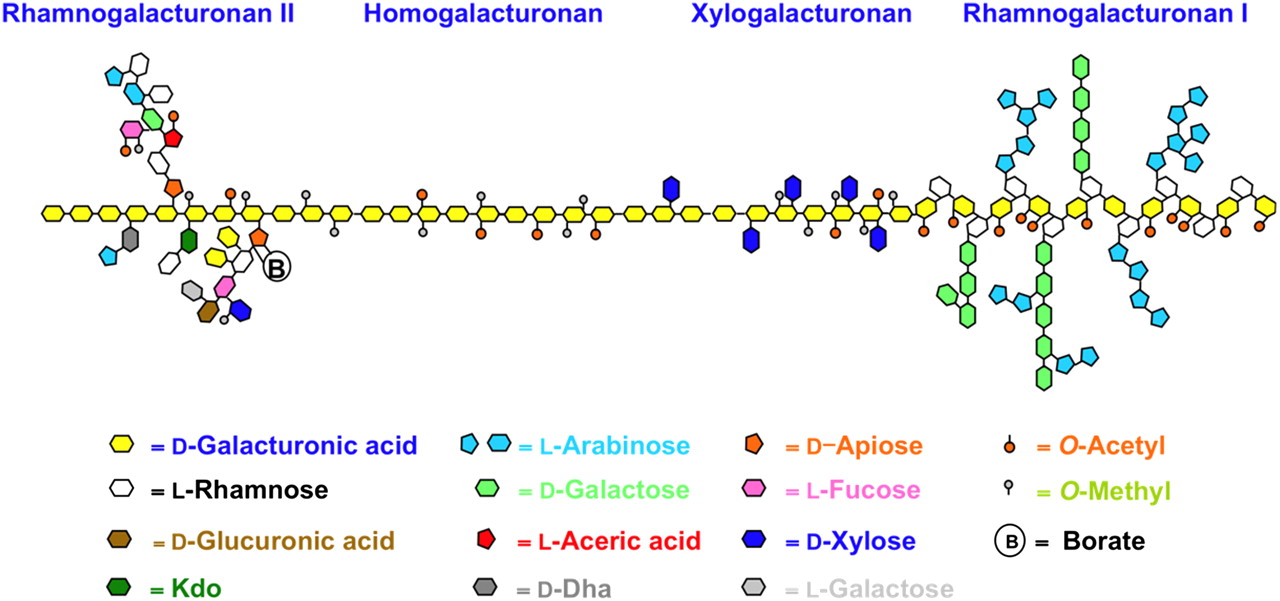 Rhamnogalacturonan II Homogalacturonan Xylogalacturonan Rhamnogalacturonan I
B
= D-Galacturonic acid = L-Arabinose = D–Apiose = O-Acetyl
= L-Rhamnose = D-Galactose = L-Fucose = O-Methyl
= D-Glucuronic acid = L-Aceric acid = D-Xylose B = Borate
= Kdo = D-Dha = L-Galactose